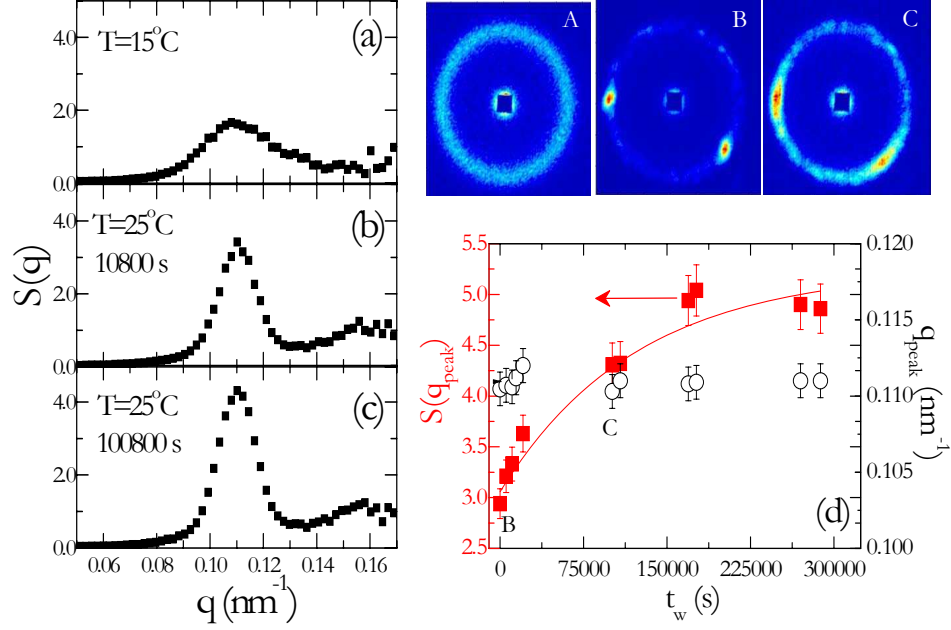 4.0
T=15°C
(a)
2.0
0.0
T=25°C
(b)
4.0
10800 s
2.0
0.0
T=25°C
(c)
4.0
100800 s
2.0
0.0
S(q)
0.06 0.08 0.10 0.12 0.14 0.16
q (nm⁻¹)
A
B
C
5.5
5.0
4.5
4.0
3.5
3.0
2.5
S(q_peak)
0.120
0.115
0.110
0.105
0.100
q_peak (nm⁻¹)
C
B
(d)
0 75000 150000 225000 300000
t_w (s)